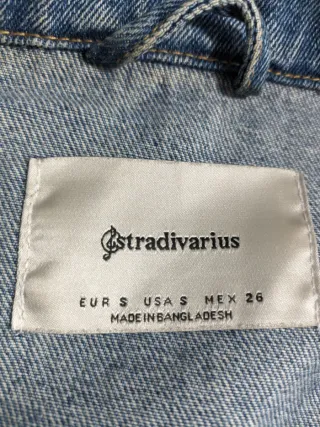 stradivarius
EUR S USA S MEX 26
MADE IN BANGLADESH